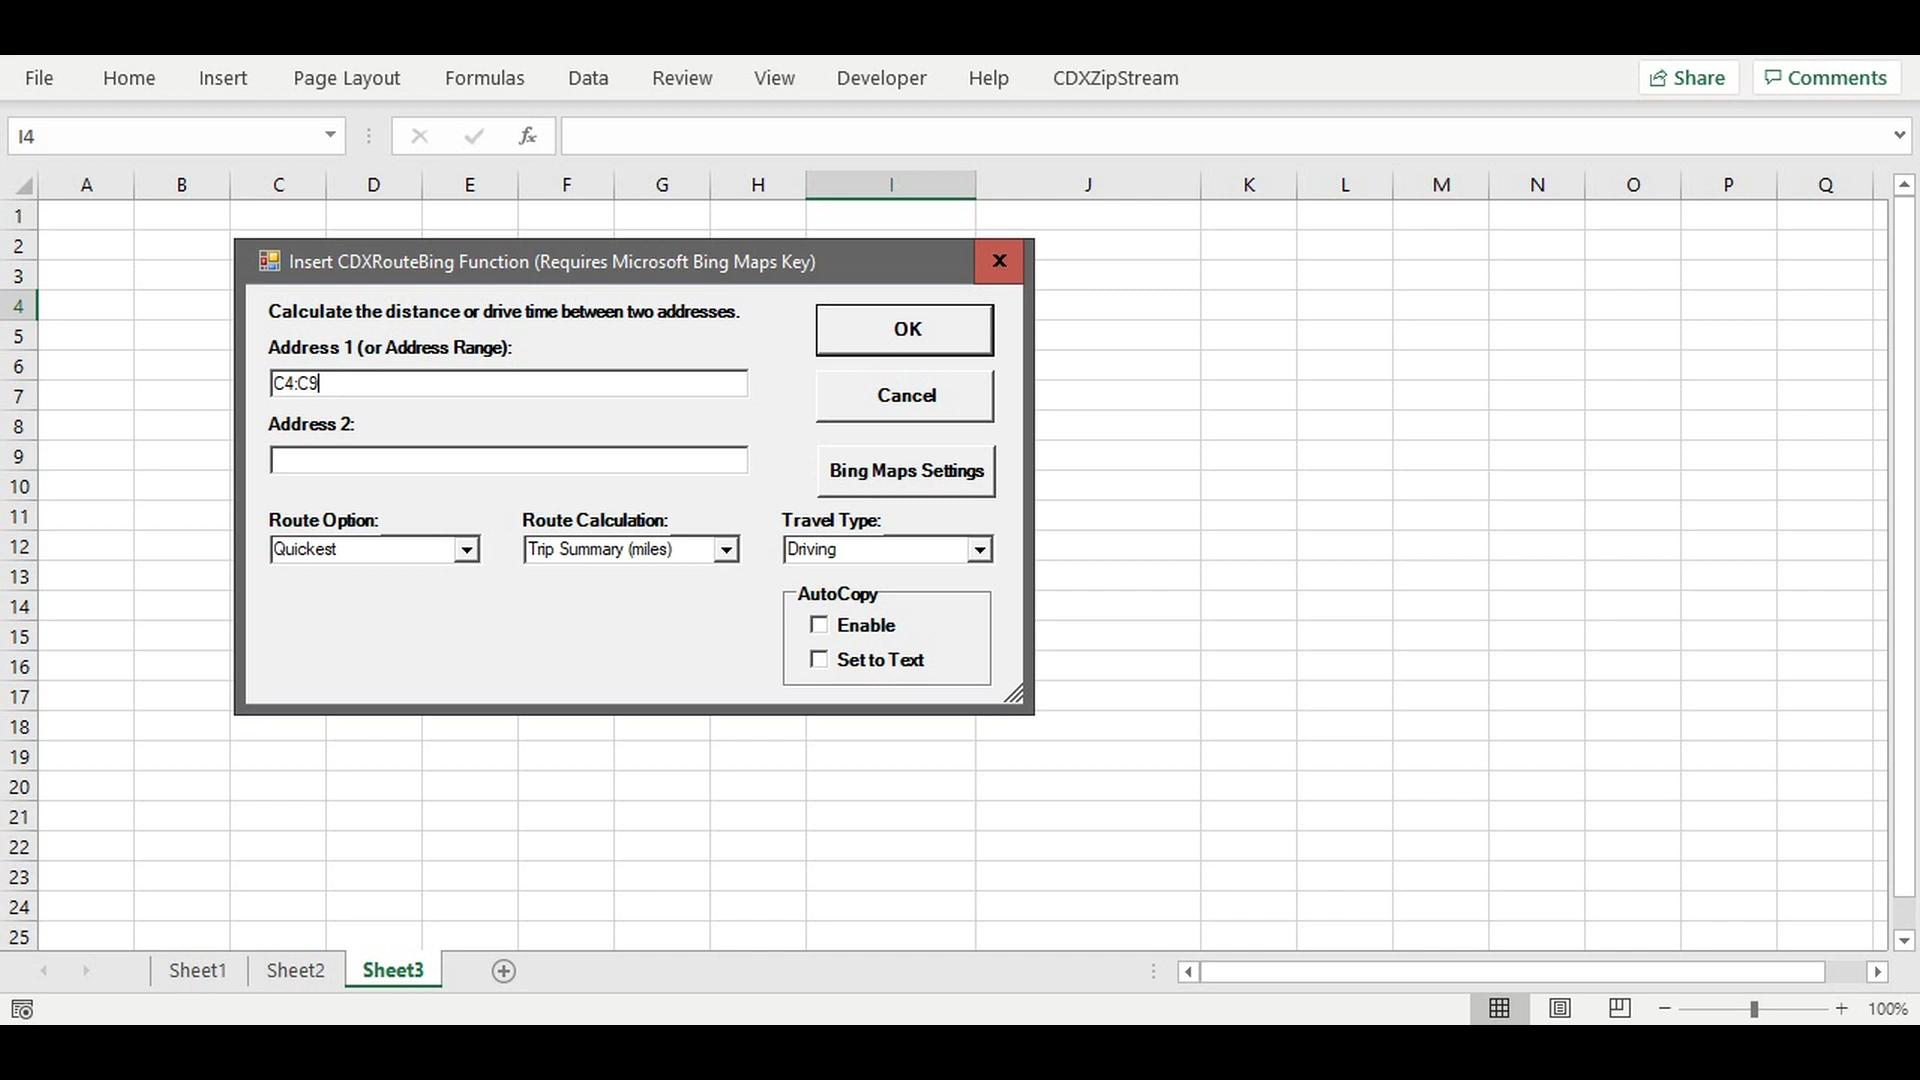 File Home Insert Page Layout Formulas Data Review View Developer Help CDXZipStream Share Comments
I4 fx
A B C D E F G H I J K L M N O P Q
1
2
3
4
5
6
7
8
9
10
11
12
13
14
15
16
17
18
19
20
21
22
23
24
25
Insert CDXRouteBing Function (Requires Microsoft Bing Maps Key) x
Calculate the distance or drive time between two addresses.
OK
Address 1 (or Address Range):
C4:C9
Cancel
Address 2:
Bing Maps Settings
Route Option: Route Calculation: Travel Type:
Quickest Trip Summary (miles) Driving
AutoCopy
Enable
Set to Text
Sheet1 Sheet2 Sheet3
100%